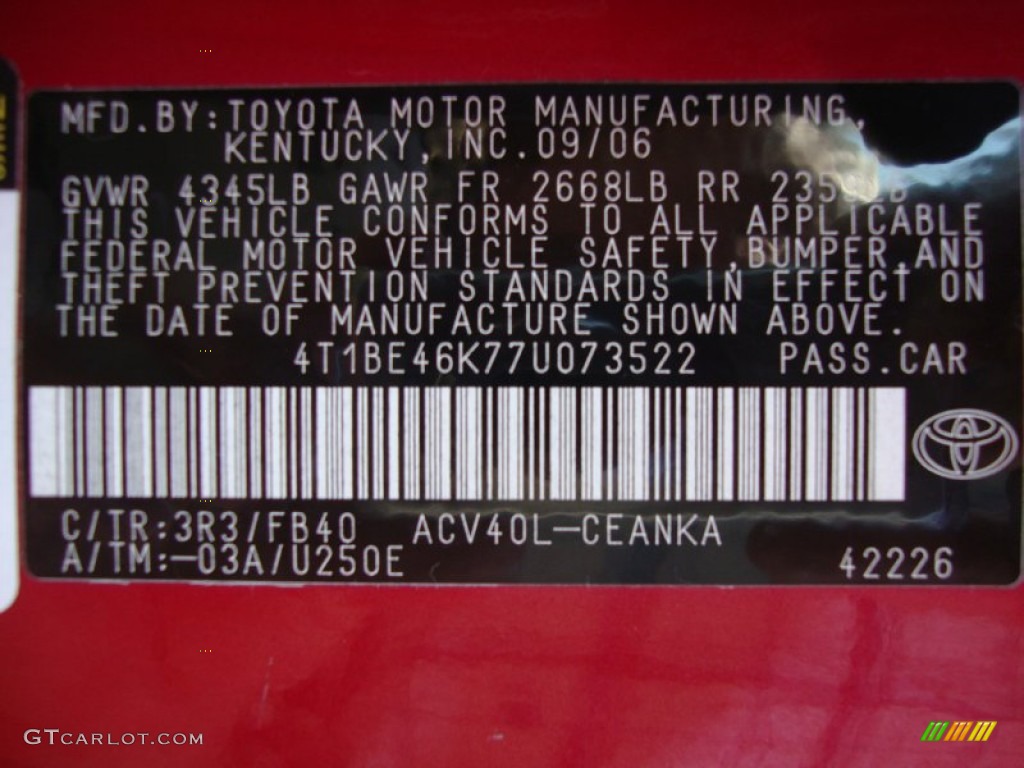 MFD.BY:TOYOTA MOTOR MANUFACTURING,
KENTUCKY,INC.09/06
GVWR 4345LB GAWR FR 2668LB RR
THIS VEHICLE CONFORMS TO ALL APPLICABLE
FEDERAL MOTOR VEHICLE SAFETY,BUMPER,AND
THEFT PREVENTION STANDARDS IN EFFECT ON
THE DATE OF MANUFACTURE SHOWN ABOVE.
4T1BE46K77U073522 PASS.CAR
C/TR:3R3/FB40 ACV40L-CEANKA
A/TM:-03A/U250E 42226
GTCARLOT.COM